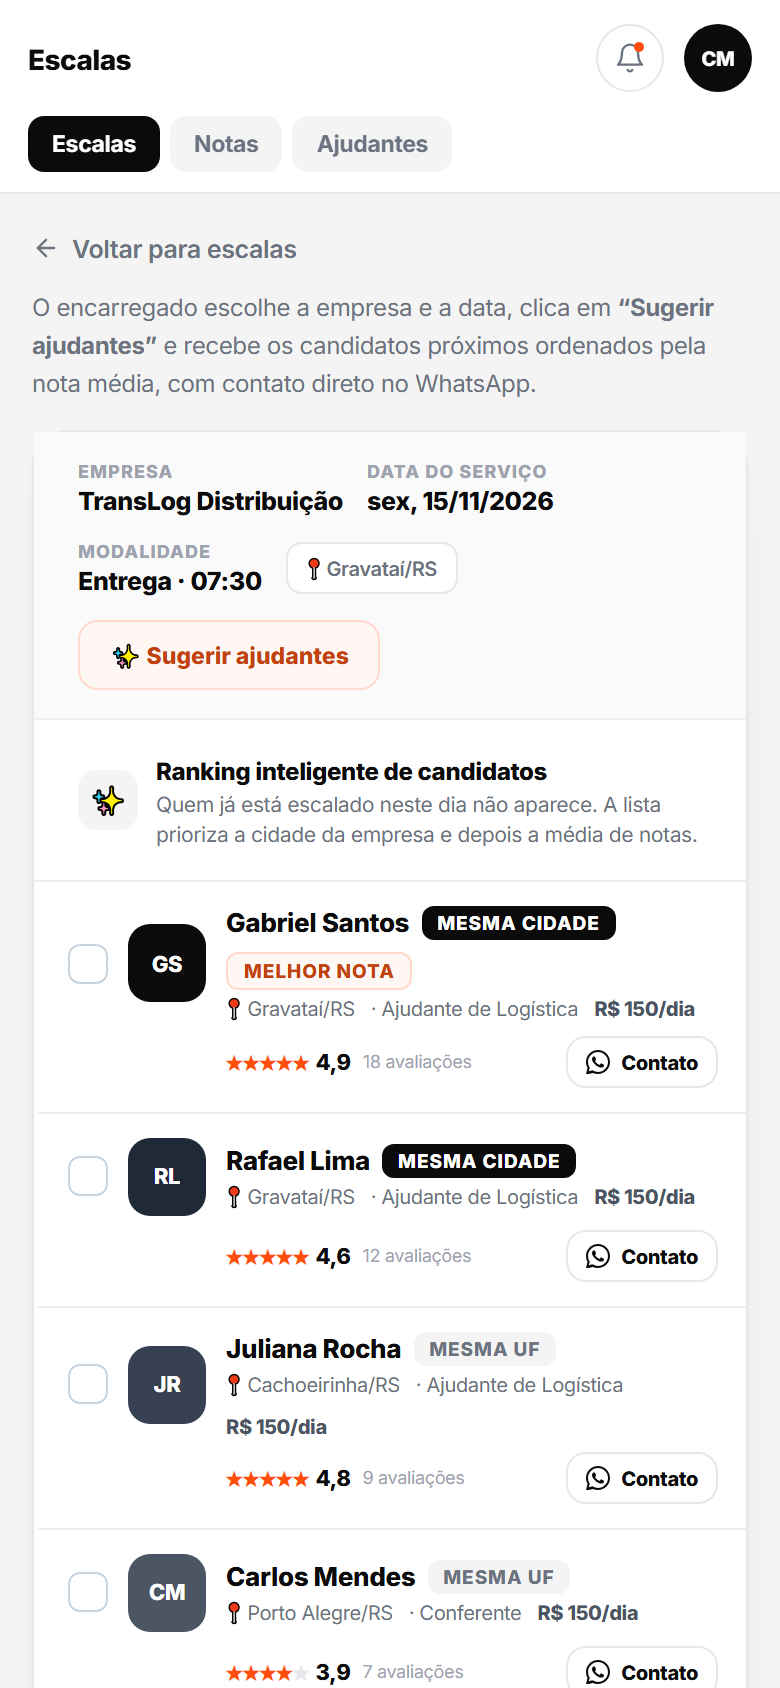 Escalas
CM
Escalas
Notas
Ajudantes
← Voltar para escalas
O encarregado escolhe a empresa e a data, clica em “Sugerir
ajudantes” e recebe os candidatos próximos ordenados pela
nota média, com contato direto no WhatsApp.
EMPRESA
TransLog Distribuição
DATA DO SERVIÇO
sex, 15/11/2026
MODALIDADE
Entrega · 07:30
Gravataí/RS
Sugerir ajudantes
Ranking inteligente de candidatos
Quem já está escalado neste dia não aparece. A lista
prioriza a cidade da empresa e depois a média de notas.
GS
Gabriel Santos MESMA CIDADE
MELHOR NOTA
Gravataí/RS · Ajudante de Logística R$ 150/dia
★★★★★ 4,9 18 avaliações
Contato
RL
Rafael Lima MESMA CIDADE
Gravataí/RS · Ajudante de Logística R$ 150/dia
★★★★★ 4,6 12 avaliações
Contato
JR
Juliana Rocha MESMA UF
Cachoeirinha/RS · Ajudante de Logística
R$ 150/dia
★★★★★ 4,8 9 avaliações
Contato
CM
Carlos Mendes MESMA UF
Porto Alegre/RS · Conferente R$ 150/dia
★★★★★ 3,9 7 avaliações
Contato